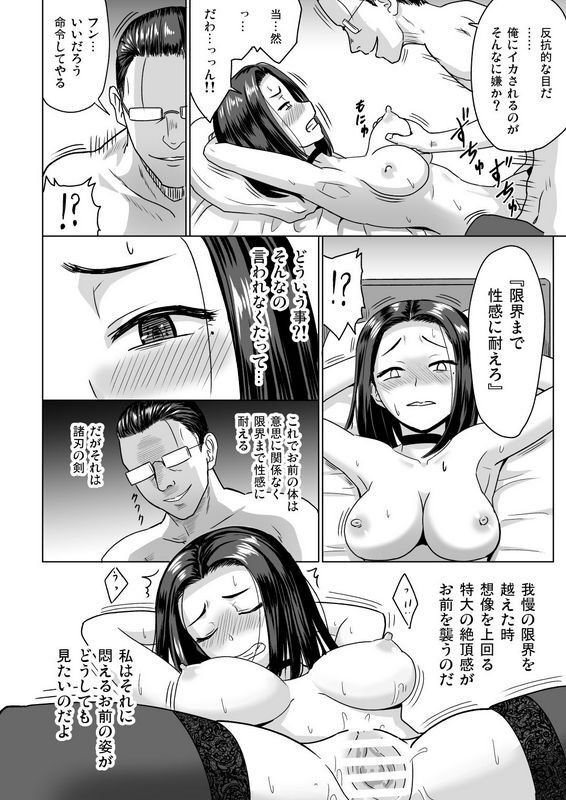 反抗的な目だ
……
俺にイカされるのが
そんなに嫌か？
当…然
っ…
だわ…っっん!!
フン…
いいだろう
命令してやる
もにゅ
ずちゅ
ずちゅ
!?
『限界まで
性感に耐えろ』
!?
どういう事?!
そんなの
言われなくたって…
これでお前の体は
意思に関係なく
限界まで性感に
耐える
だがそれは
諸刃の剣
我慢の限界を
越えた時
想像を上回る
特大の絶頂感が
お前を襲うのだ
私はそれに
悶えるお前の姿が
どうしても
見たいのだよ